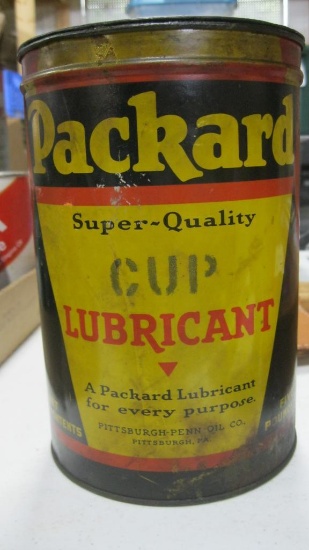 Packard
Super-Quality
CUP
LUBRICANT
A Packard Lubricant
for every purpose.
PITTSBURGH-PENN OIL CO.
PITTSBURGH, PA.